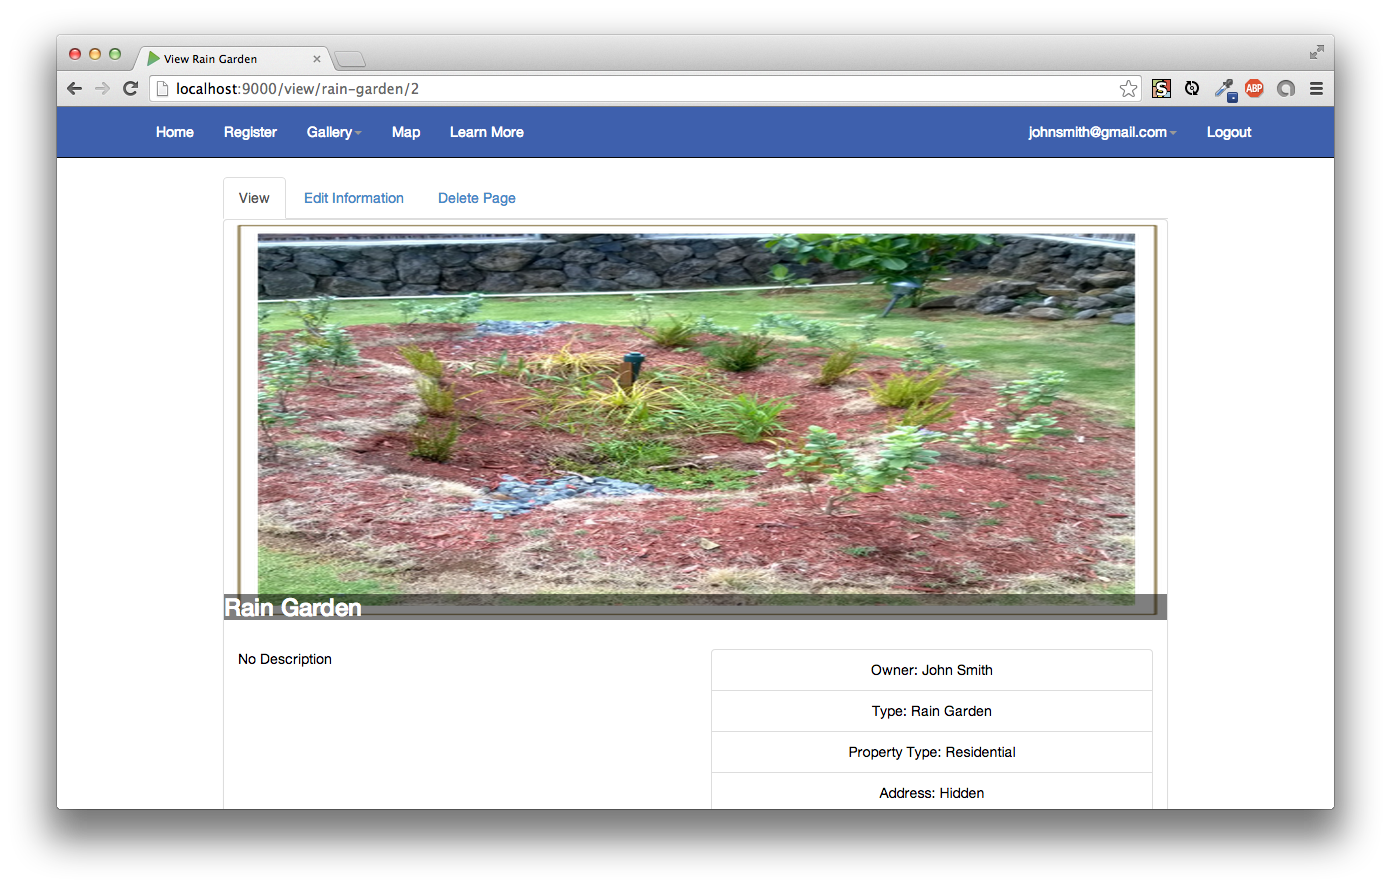 View Rain Garden
localhost:9000/view/rain-garden/2
S
ABP
Home Register Gallery Map Learn More johnsmith@gmail.com Logout
View Edit Information Delete Page
Rain Garden
No Description
Owner: John Smith
Type: Rain Garden
Property Type: Residential
Address: Hidden